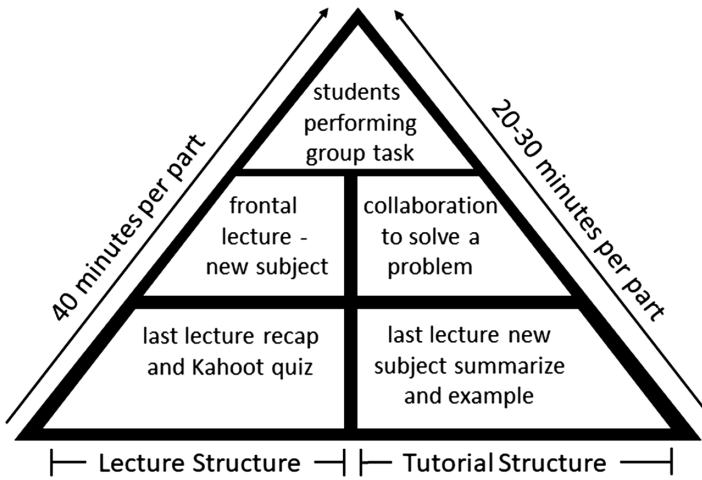 students
performing
group task
40 minutes per part
20-30 minutes per part
frontal
lecture -
new subject
collaboration
to solve a
problem
last lecture recap
and Kahoot quiz
last lecture new
subject summarize
and example
Lecture Structure
Tutorial Structure